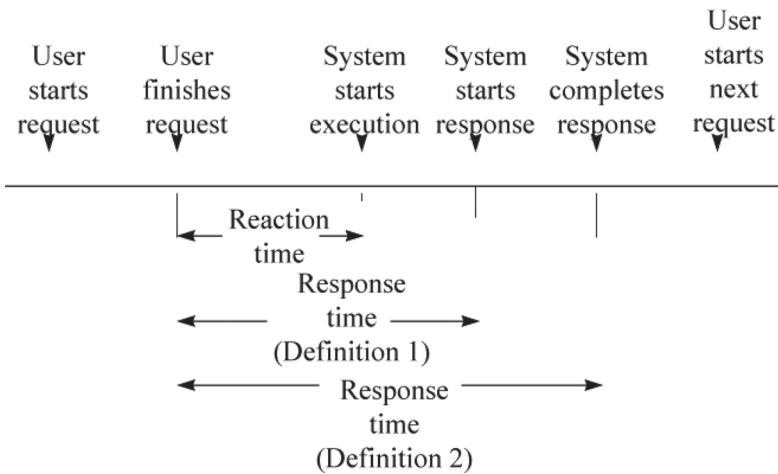 User
starts
request
User
finishes
request
System
starts
execution
System
starts
response
System
completes
response
User
starts
next
request
Reaction
time
Response
time
(Definition 1)
Response
time
(Definition 2)